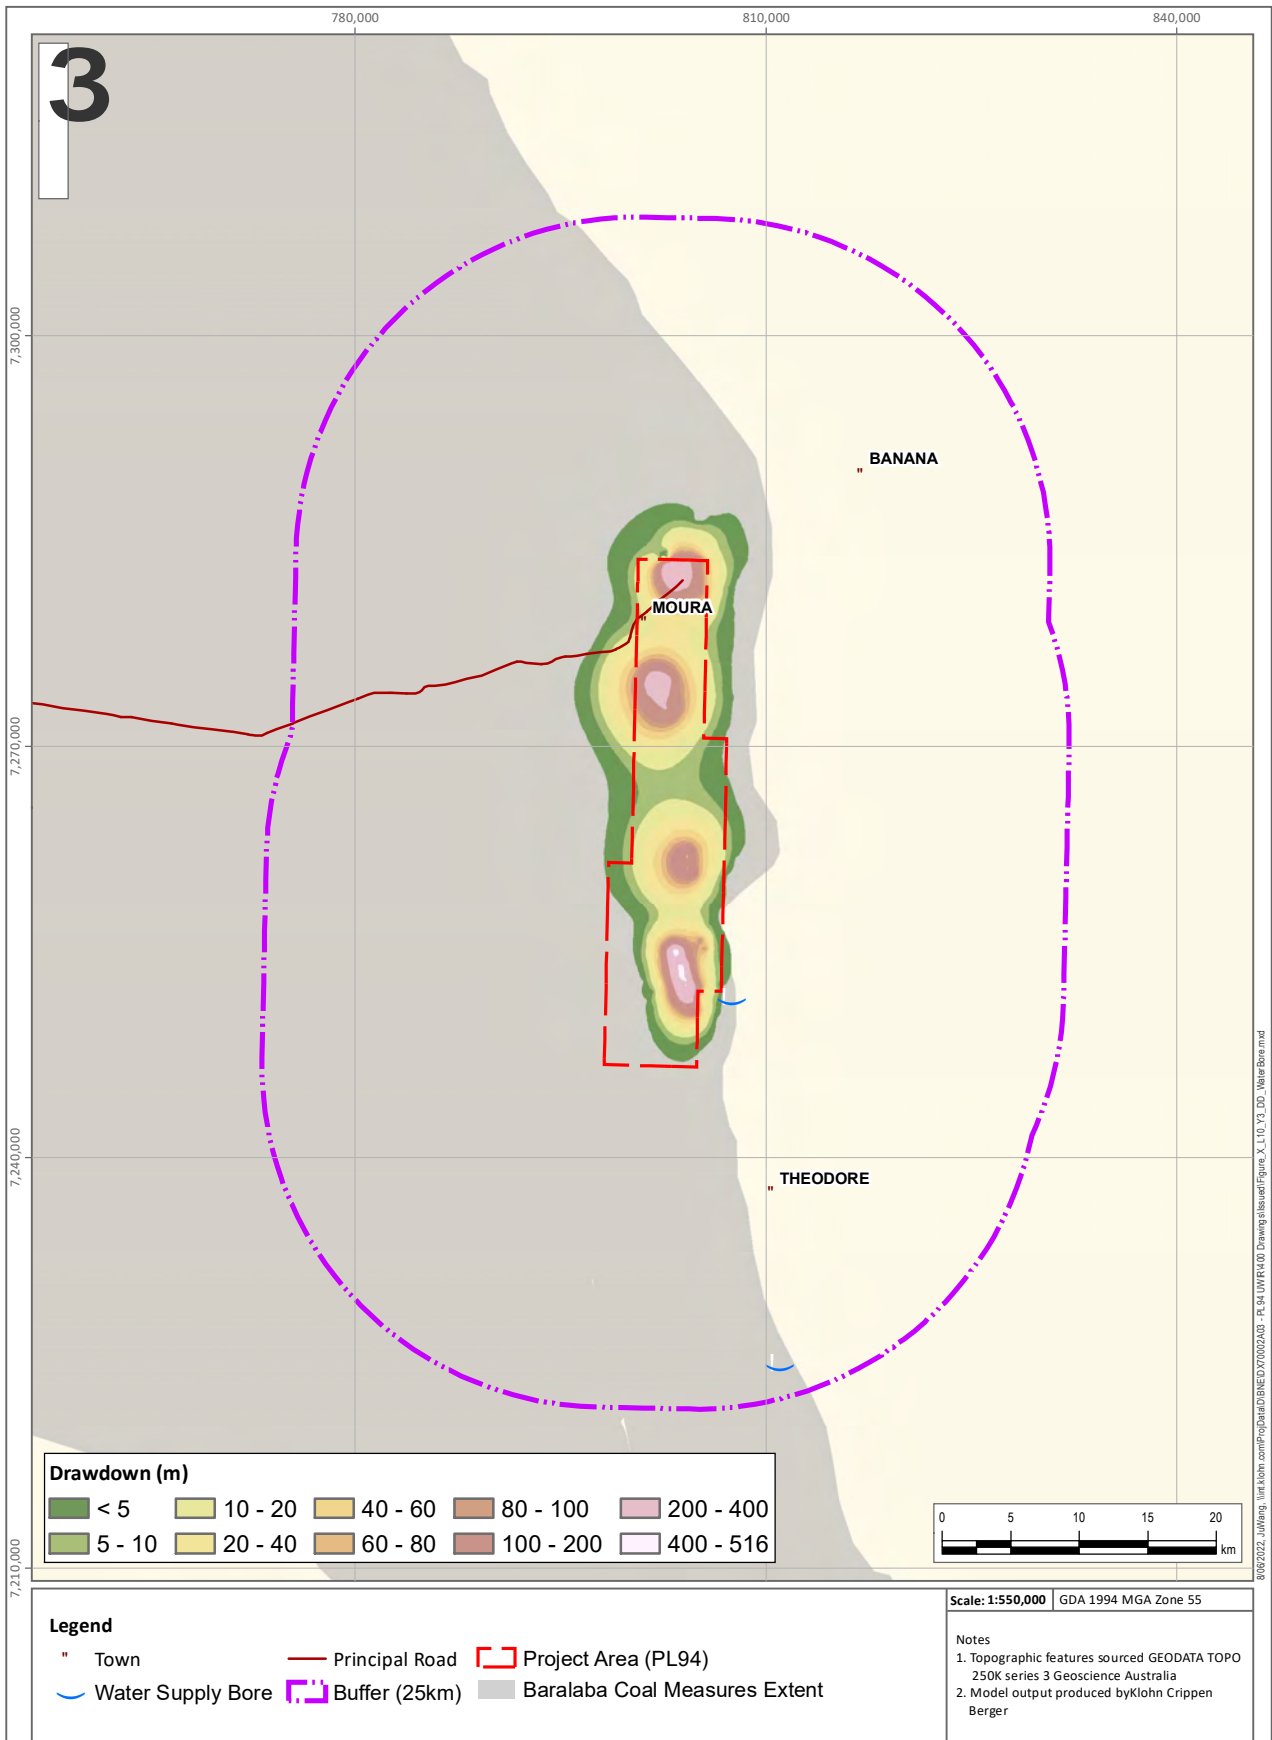 780,000
810,000
840,000
3
7,300,000
BANANA
MOURA
7,270,000
7,240,000
THEODORE
7,210,000
Drawdown (m)
< 5
10 - 20
40 - 60
80 - 100
200 - 400
5 - 10
20 - 40
60 - 80
100 - 200
400 - 516
0
5
10
15
20
km
Legend
" Town
Principal Road
Project Area (PL94)
Water Supply Bore
Buffer (25km)
Baralaba Coal Measures Extent
Scale: 1:550,000
GDA 1994 MGA Zone 55
Notes
1. Topographic features sourced GEODATA TOPO
250K series 3 Geoscience Australia
2. Model output produced byKlohn Crippen
Berger